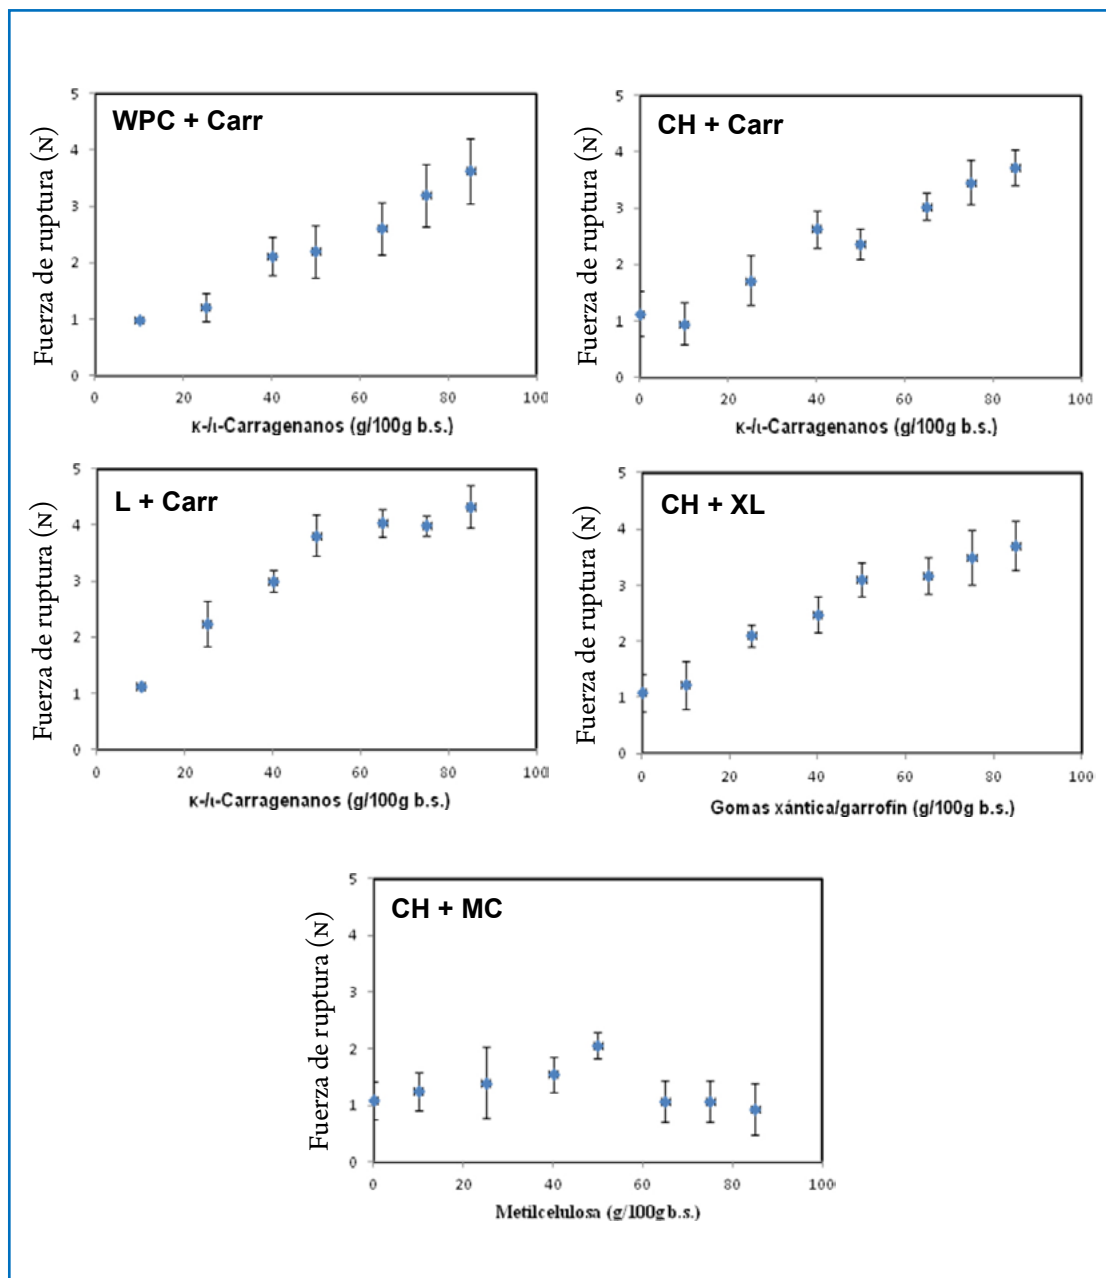 WPC + Carr
Fuerza de ruptura (N)
5
4
3
2
1
0
0 20 40 60 80 100
κ-/ι-Carragenanos (g/100g b.s.)
CH + Carr
Fuerza de ruptura (N)
5
4
3
2
1
0
0 20 40 60 80 100
κ-/ι-Carragenanos (g/100g b.s.)
L + Carr
Fuerza de ruptura (N)
5
4
3
2
1
0
0 20 40 60 80 100
κ-/ι-Carragenanos (g/100g b.s.)
CH + XL
Fuerza de ruptura (N)
5
4
3
2
1
0
0 20 40 60 80 100
Gomas xántica/garrofín (g/100g b.s.)
CH + MC
Fuerza de ruptura (N)
5
4
3
2
1
0
0 20 40 60 80 100
Metilcelulosa (g/100g b.s.)